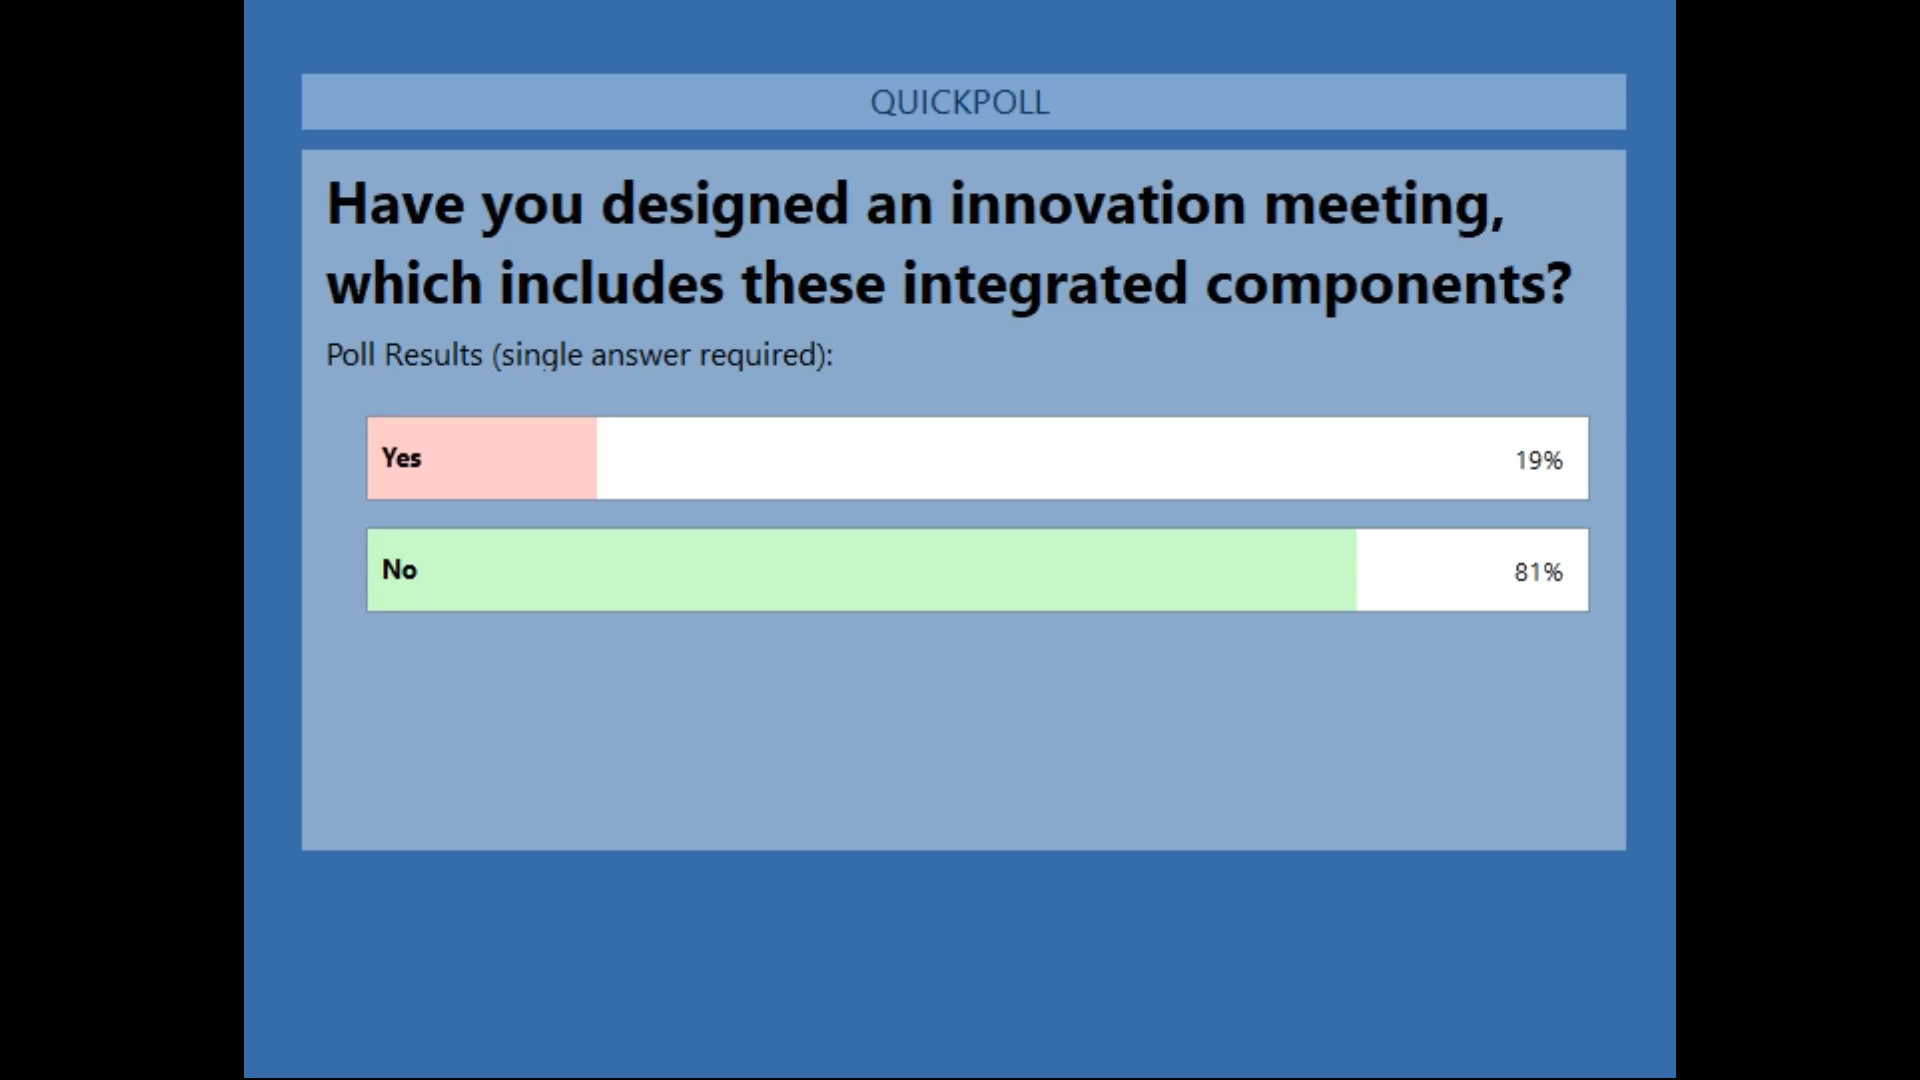 QUICKPOLL
Have you designed an innovation meeting,
which includes these integrated components?
Poll Results (single answer required):
Yes 19%
No 81%